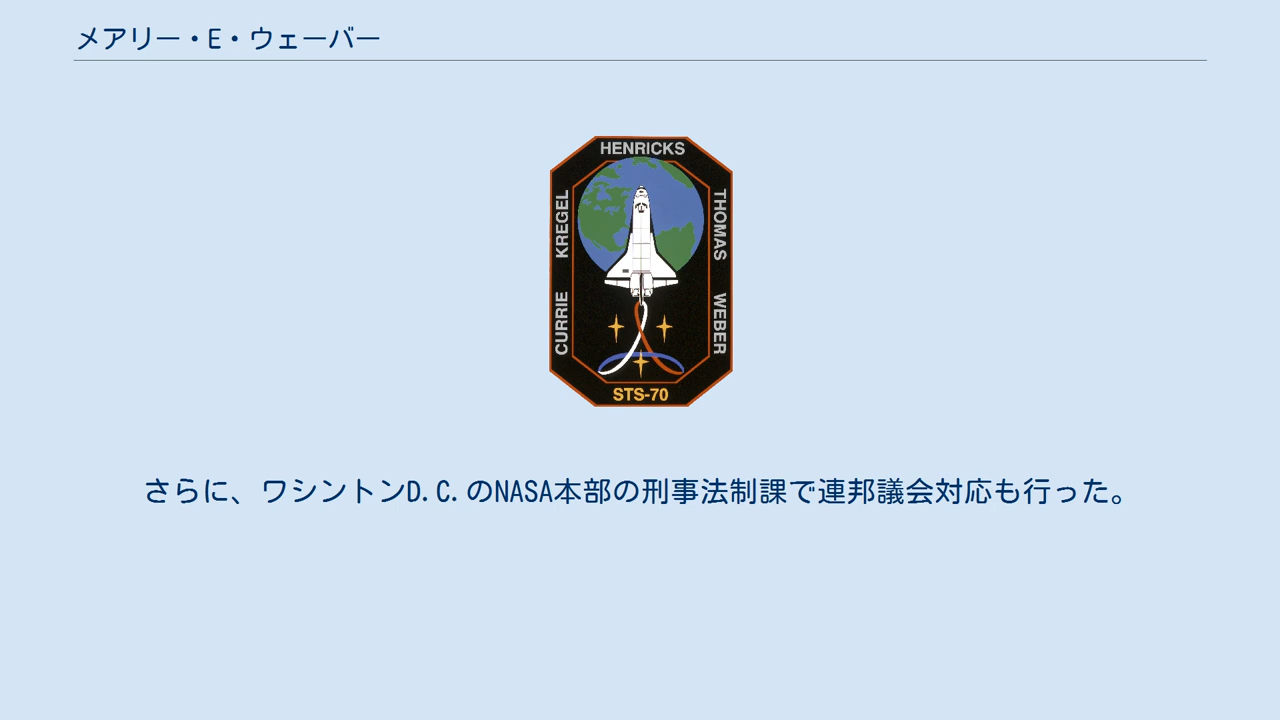 メアリー・E・ウェーバー
HENRICKS
KREGEL
THOMAS
CURRIE
WEBER
STS-70
さらに、ワシントンD.C.のNASA本部の刑事法制課で連邦議会対応も行った。